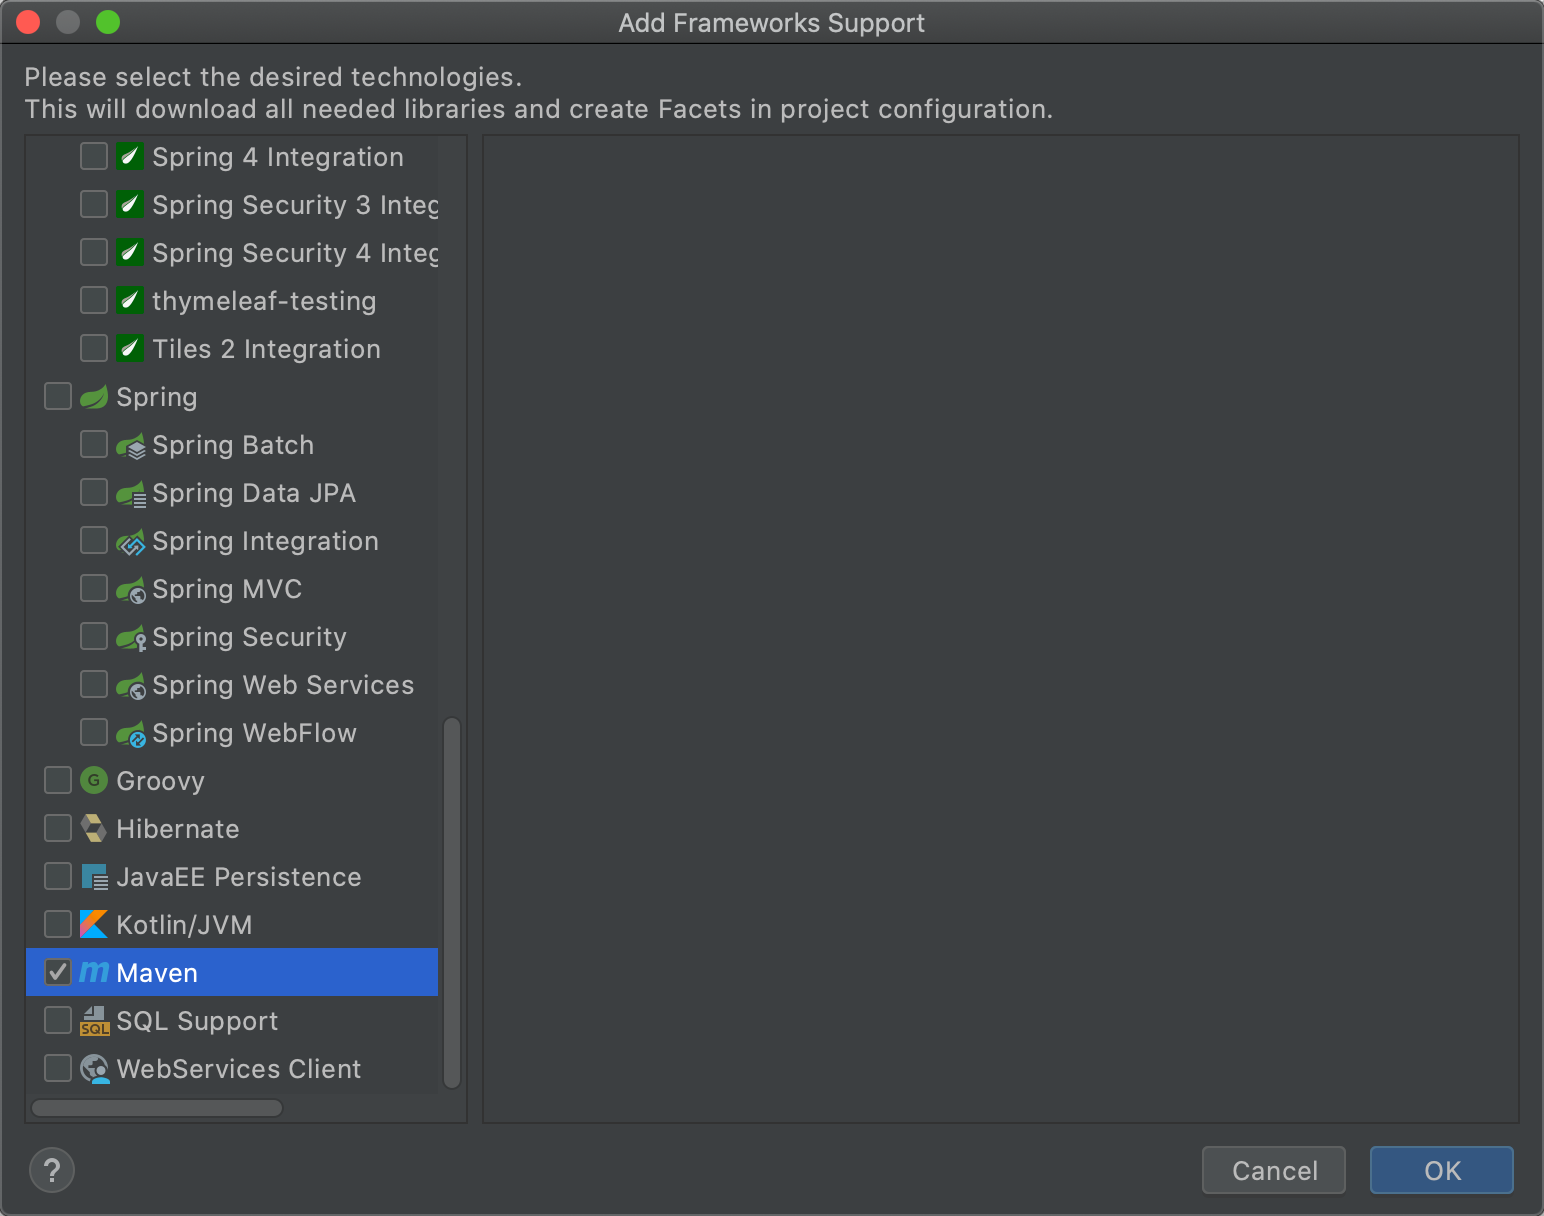 Add Frameworks Support
Please select the desired technologies.
This will download all needed libraries and create Facets in project configuration.
Spring 4 Integration
Spring Security 3 Integ
Spring Security 4 Integ
thymeleaf-testing
Tiles 2 Integration
Spring
Spring Batch
Spring Data JPA
Spring Integration
Spring MVC
Spring Security
Spring Web Services
Spring WebFlow
G Groovy
Hibernate
JavaEE Persistence
Kotlin/JVM
m Maven
SQL SQL Support
WebServices Client
? Cancel OK